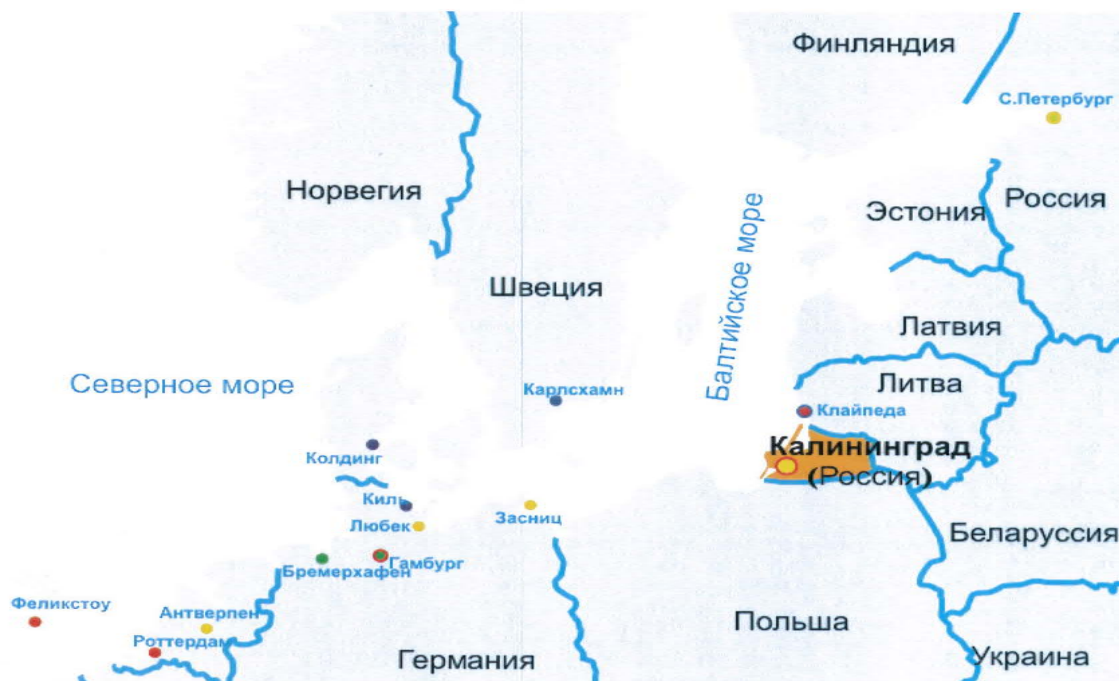 Финляндия
С.Петербург
Норвегия
Эстония
Россия
Балтийское море
Швеция
Латвия
Северное море
Литва
Карлсхамн
Клайпеда
Калининград
(Россия)
Колдинг
Киль
Засниц
Любек
Беларуссия
Гамбург
Бремерхафен
Феликстоу
Антверпен
Роттердам
Польша
Германия
Украина